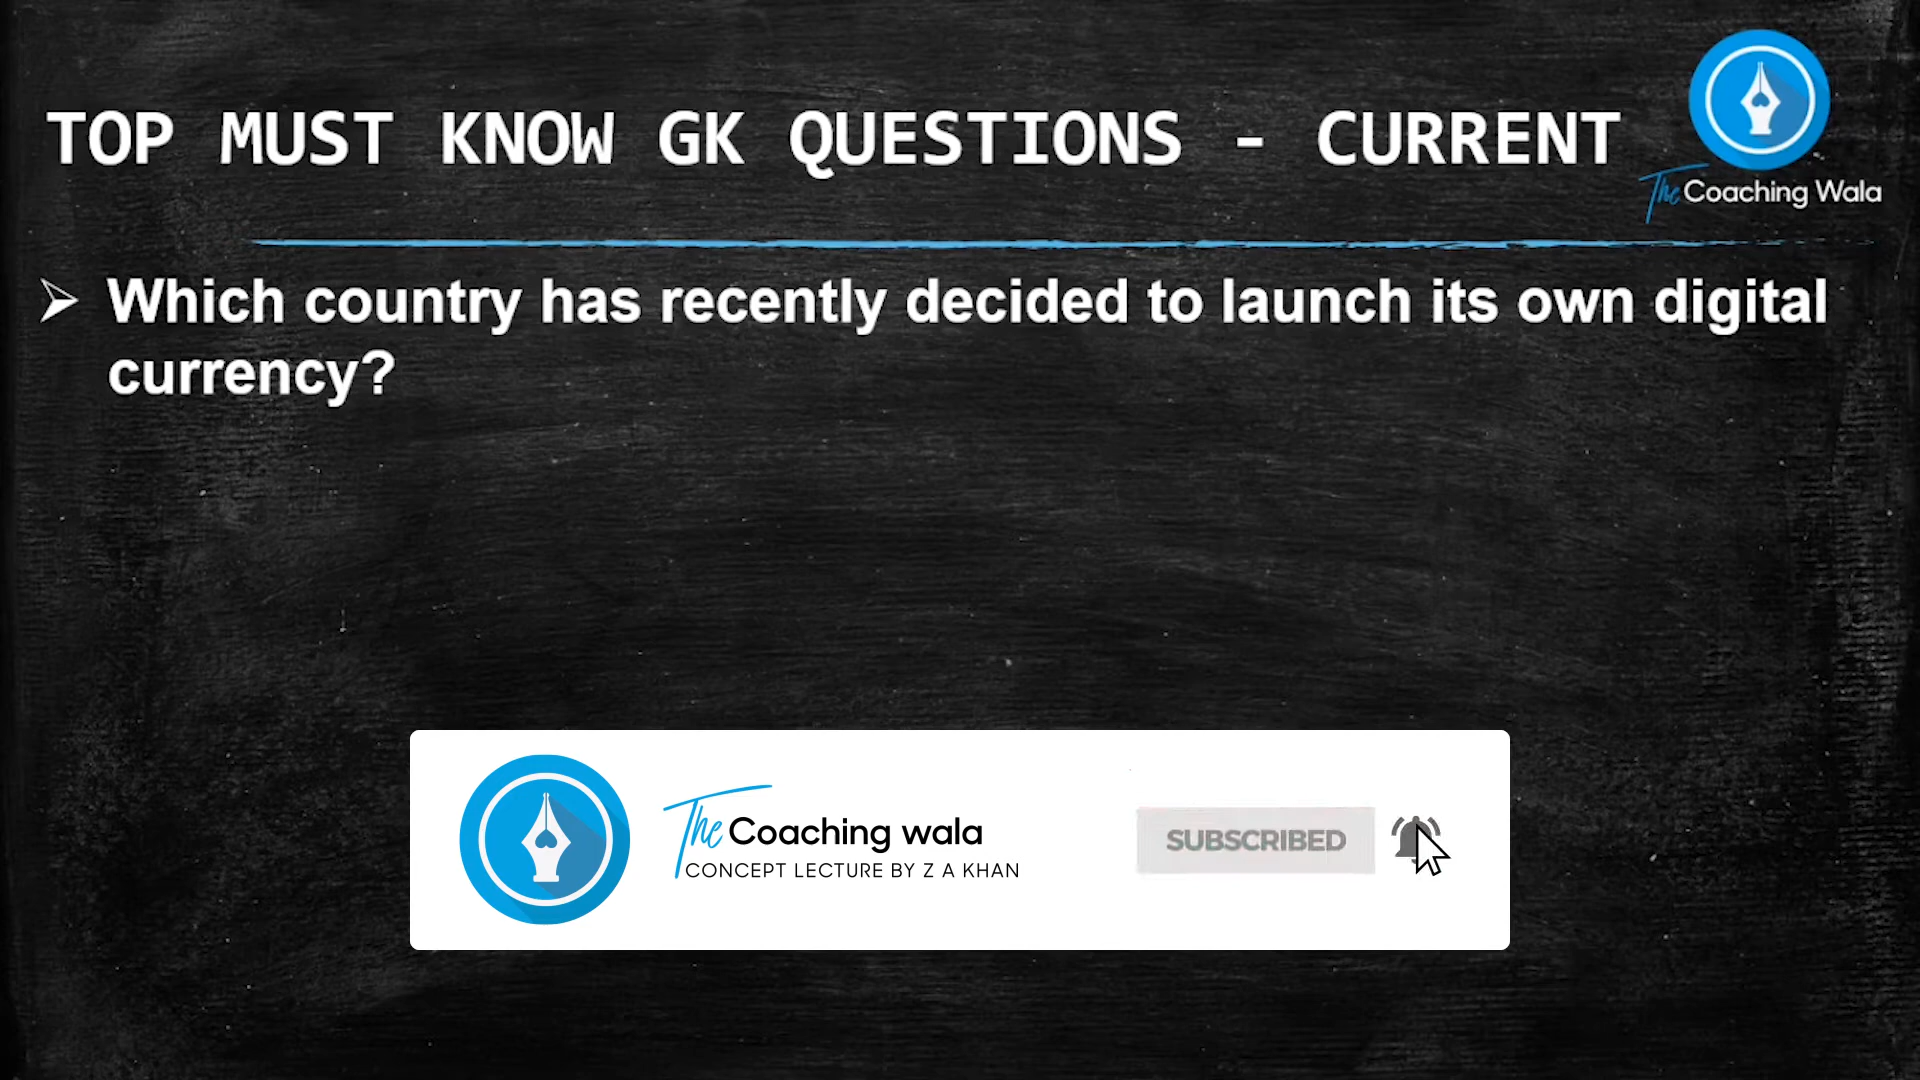 TOP MUST KNOW GK QUESTIONS - CURRENT
The Coaching Wala
Which country has recently decided to launch its own digital
currency?
The Coaching wala
CONCEPT LECTURE BY Z A KHAN
SUBSCRIBED